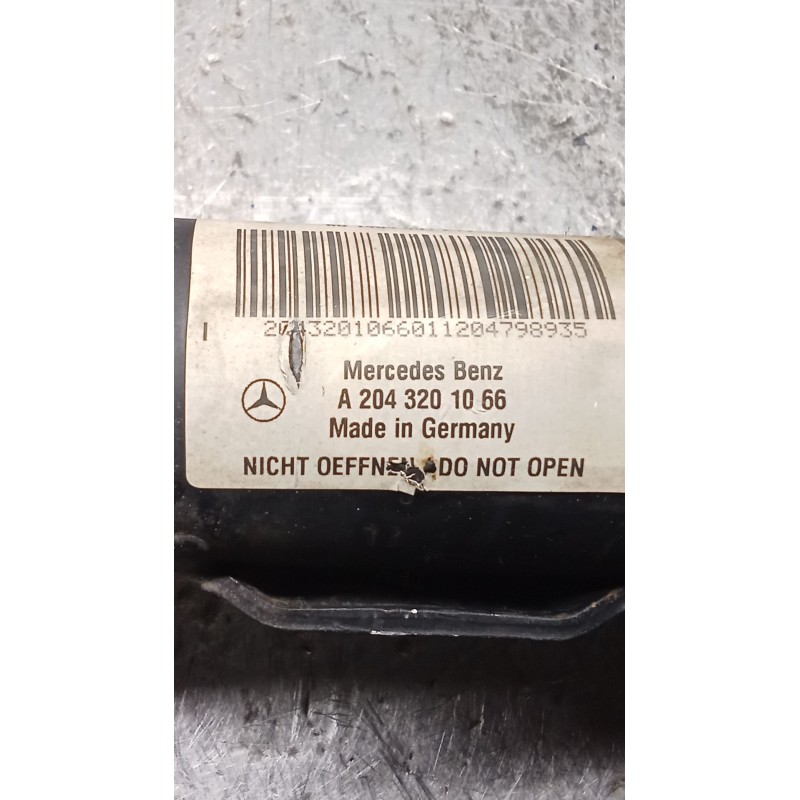 2043201066011204798935
Mercedes Benz
A 204 320 10 66
Made in Germany
NICHT OEFFNEN DO NOT OPEN